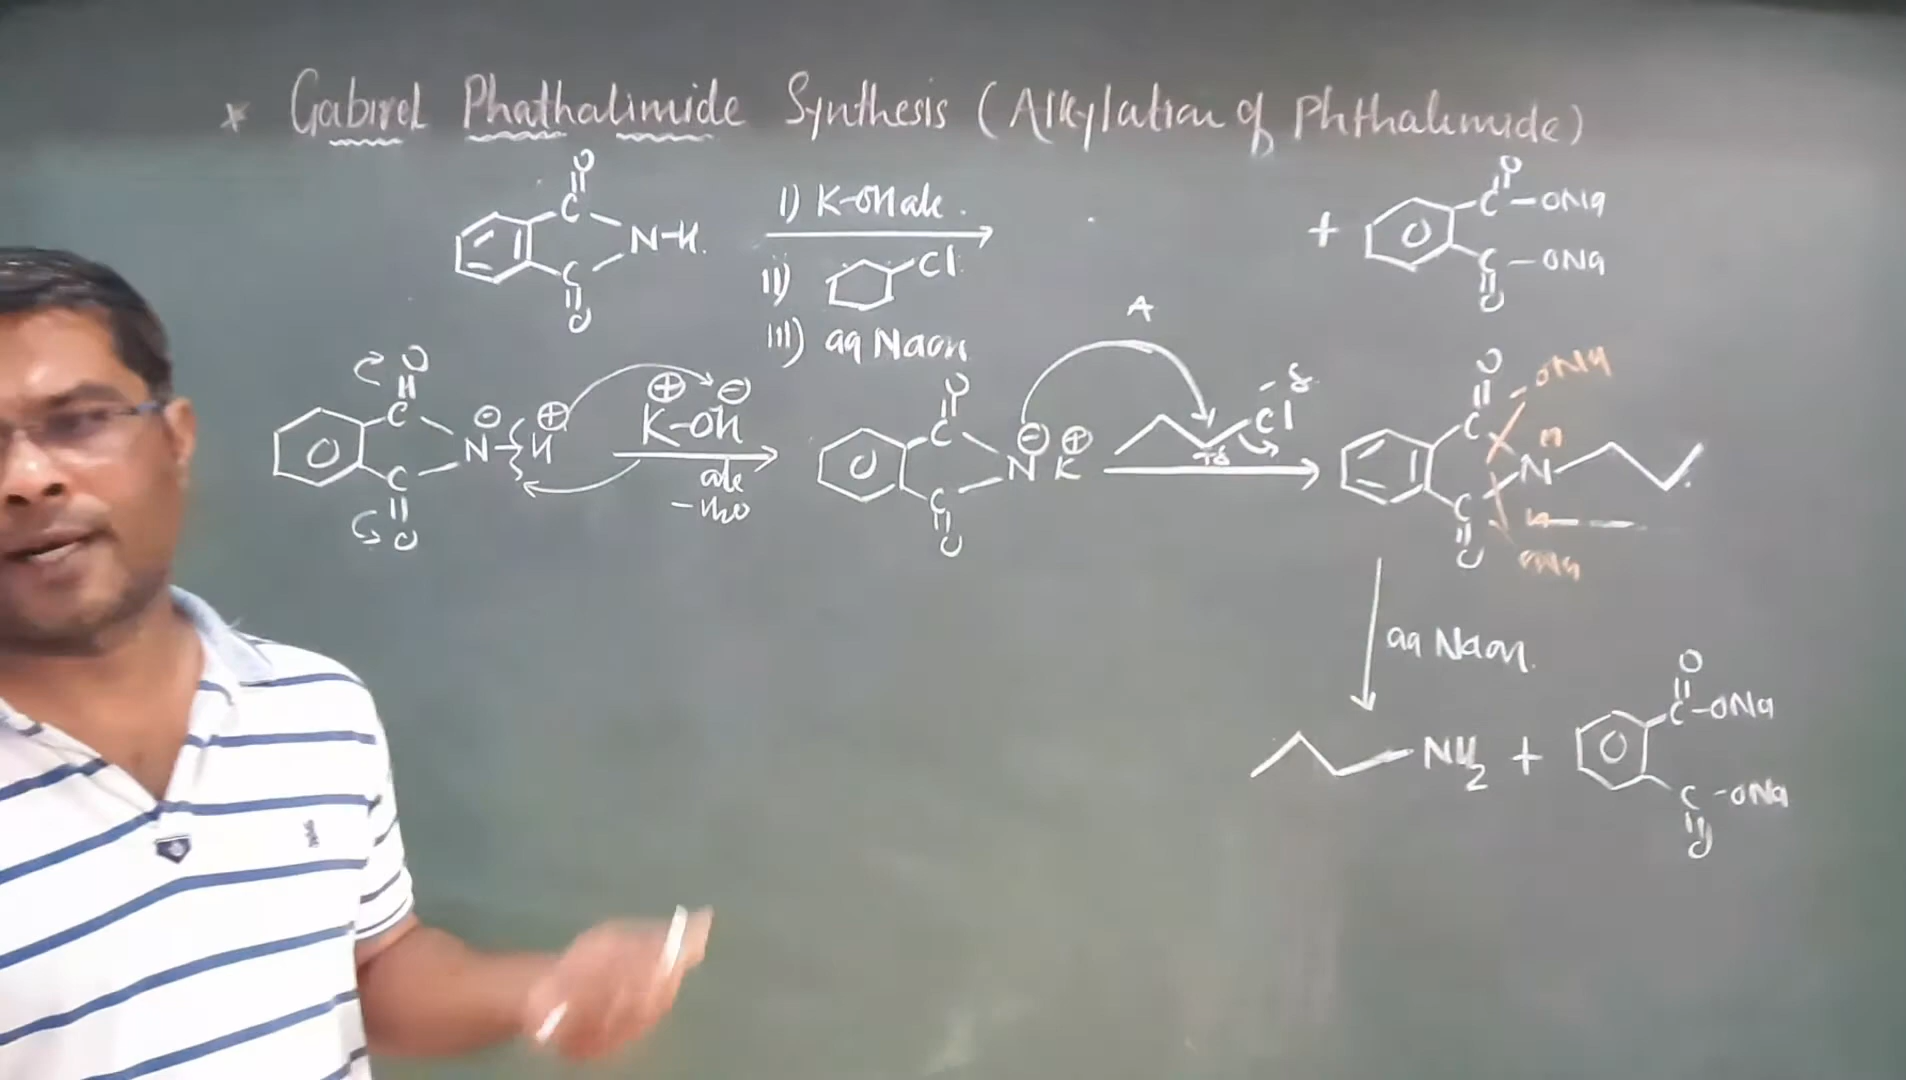 * Gabirel Phathalimide Synthesis (Alkylation of Phthalimide)
O
C
N-H.
C
O
I) K-OH alc.
II) Cl
III) aq NaOH
+
O
C-ONa
C-ONa
O
O
C
⊖ ⊕
N-H
C
O
⊕ ⊖
K-OH
alc
-H2O
O
C
⊖ ⊕
N K
C
O
A
-δ
Cl
+δ
O
C
ONa
H
N
C
H
O
ONa
aq NaOH.
NH2 +
O
C-ONa
C-ONa
O